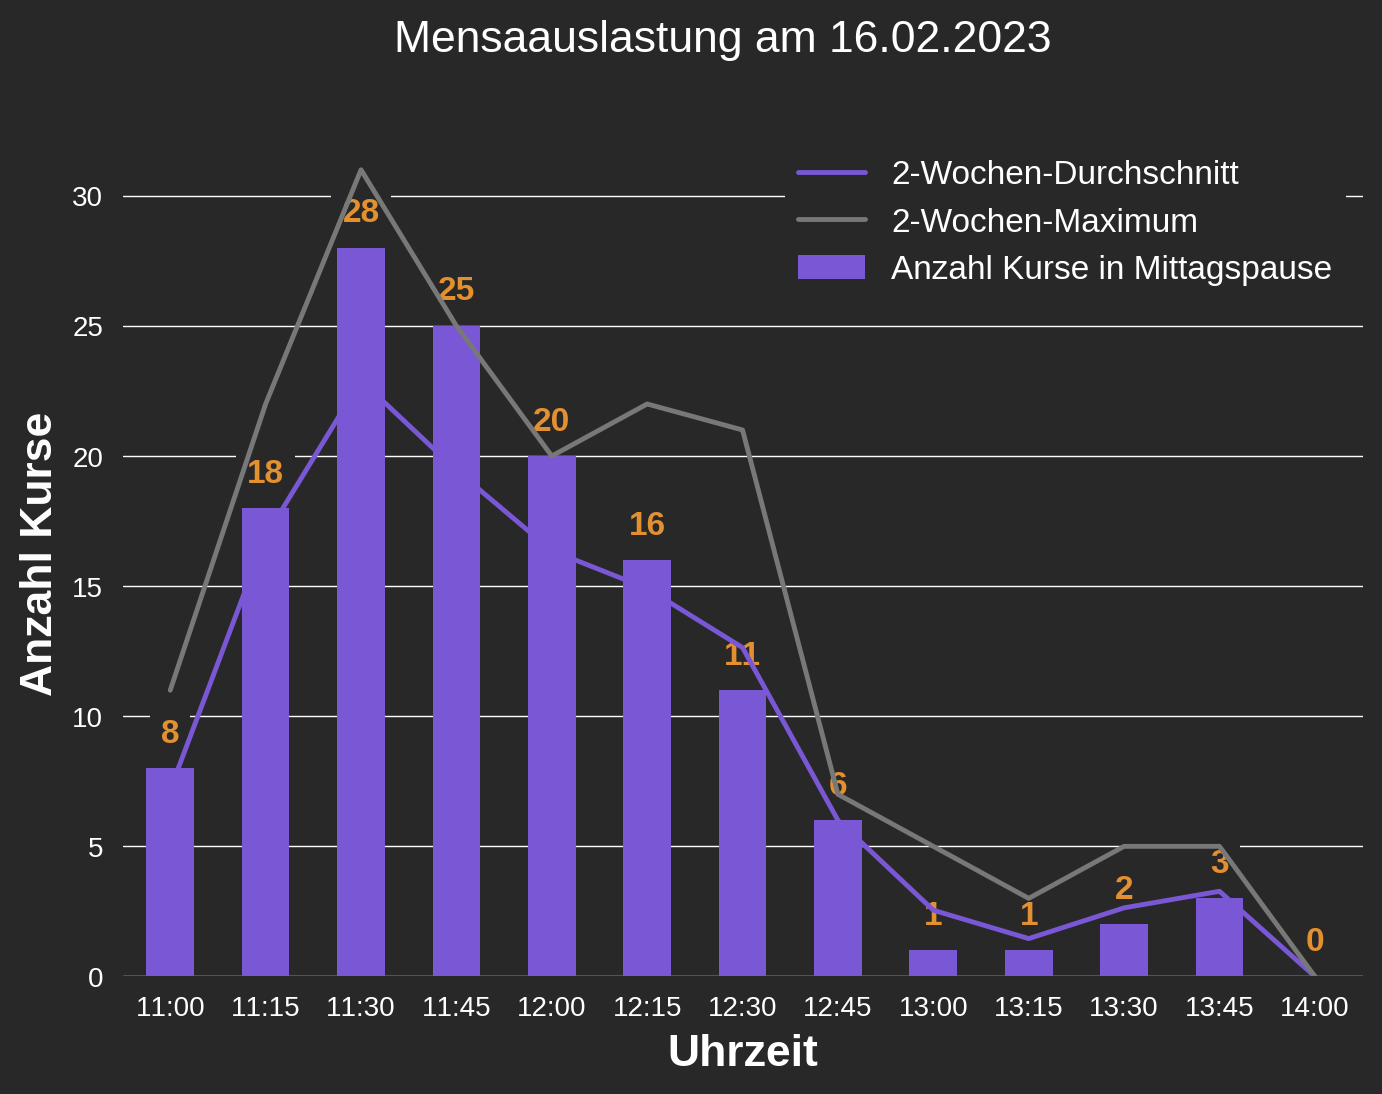 Mensaauslastung am 16.02.2023
2-Wochen-Durchschnitt
2-Wochen-Maximum
Anzahl Kurse in Mittagspause
Anzahl Kurse
30
25
20
15
10
5
0
8
18
28
25
20
16
11
6
1
1
2
3
0
11:00 11:15 11:30 11:45 12:00 12:15 12:30 12:45 13:00 13:15 13:30 13:45 14:00
Uhrzeit